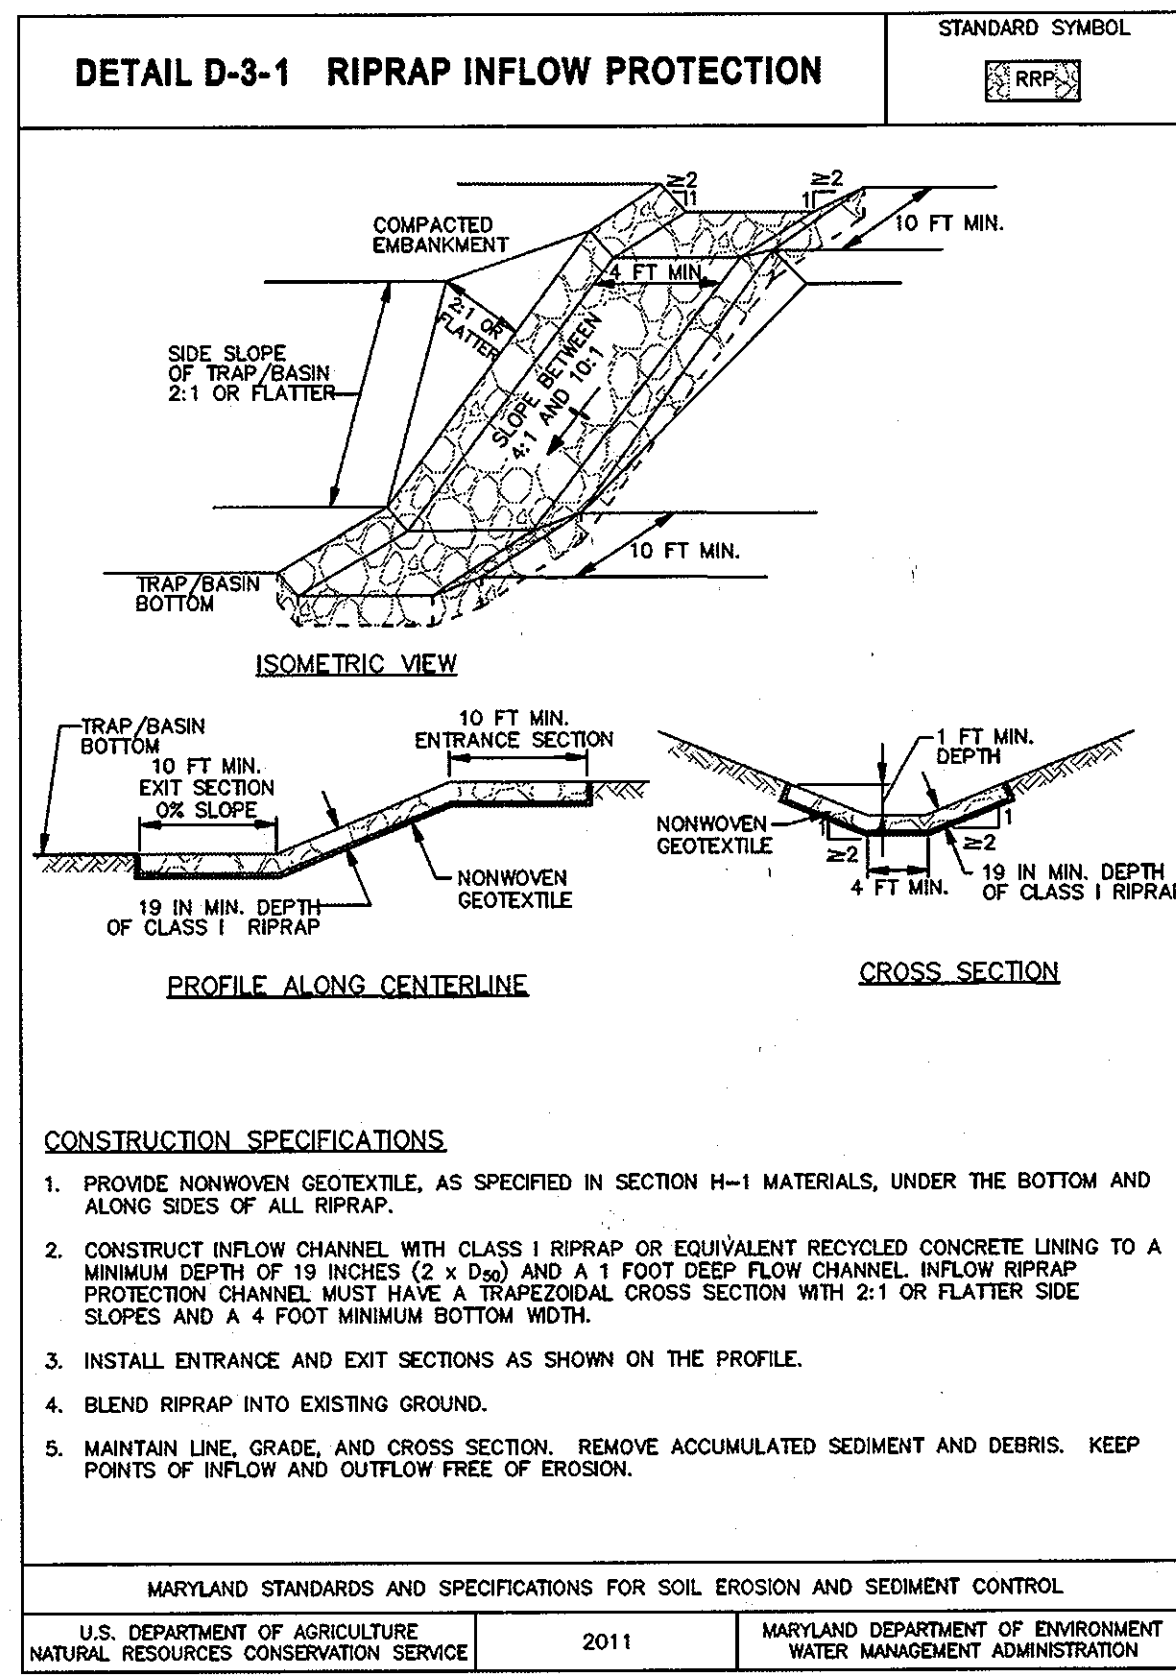 DETAIL D-3-1 RIPRAP INFLOW PROTECTION
STANDARD SYMBOL
RRP
≥2
1
≥2
1
10 FT MIN.
COMPACTED
EMBANKMENT
4 FT MIN
2:1 OR
FLATTER
SIDE SLOPE
OF TRAP/BASIN
2:1 OR FLATTER
SLOPE BETWEEN
4:1 AND 10:1
10 FT MIN.
TRAP/BASIN
BOTTOM
ISOMETRIC VIEW
TRAP/BASIN
BOTTOM
10 FT MIN.
EXIT SECTION
0% SLOPE
10 FT MIN.
ENTRANCE SECTION
NONWOVEN
GEOTEXTILE
19 IN MIN. DEPTH
OF CLASS I RIPRAP
PROFILE ALONG CENTERLINE
1 FT MIN.
DEPTH
NONWOVEN
GEOTEXTILE
1
≥2
1
≥2
4 FT MIN.
19 IN MIN. DEPTH
OF CLASS I RIPRAP
CROSS SECTION
CONSTRUCTION SPECIFICATIONS
1. PROVIDE NONWOVEN GEOTEXTILE, AS SPECIFIED IN SECTION H-1 MATERIALS, UNDER THE BOTTOM AND
ALONG SIDES OF ALL RIPRAP.
2. CONSTRUCT INFLOW CHANNEL WITH CLASS I RIPRAP OR EQUIVALENT RECYCLED CONCRETE LINING TO A
MINIMUM DEPTH OF 19 INCHES (2 x D50) AND A 1 FOOT DEEP FLOW CHANNEL. INFLOW RIPRAP
PROTECTION CHANNEL MUST HAVE A TRAPEZOIDAL CROSS SECTION WITH 2:1 OR FLATTER SIDE
SLOPES AND A 4 FOOT MINIMUM BOTTOM WIDTH.
3. INSTALL ENTRANCE AND EXIT SECTIONS AS SHOWN ON THE PROFILE.
4. BLEND RIPRAP INTO EXISTING GROUND.
5. MAINTAIN LINE, GRADE, AND CROSS SECTION. REMOVE ACCUMULATED SEDIMENT AND DEBRIS. KEEP
POINTS OF INFLOW AND OUTFLOW FREE OF EROSION.
MARYLAND STANDARDS AND SPECIFICATIONS FOR SOIL EROSION AND SEDIMENT CONTROL
U.S. DEPARTMENT OF AGRICULTURE
NATURAL RESOURCES CONSERVATION SERVICE
2011
MARYLAND DEPARTMENT OF ENVIRONMENT
WATER MANAGEMENT ADMINISTRATION